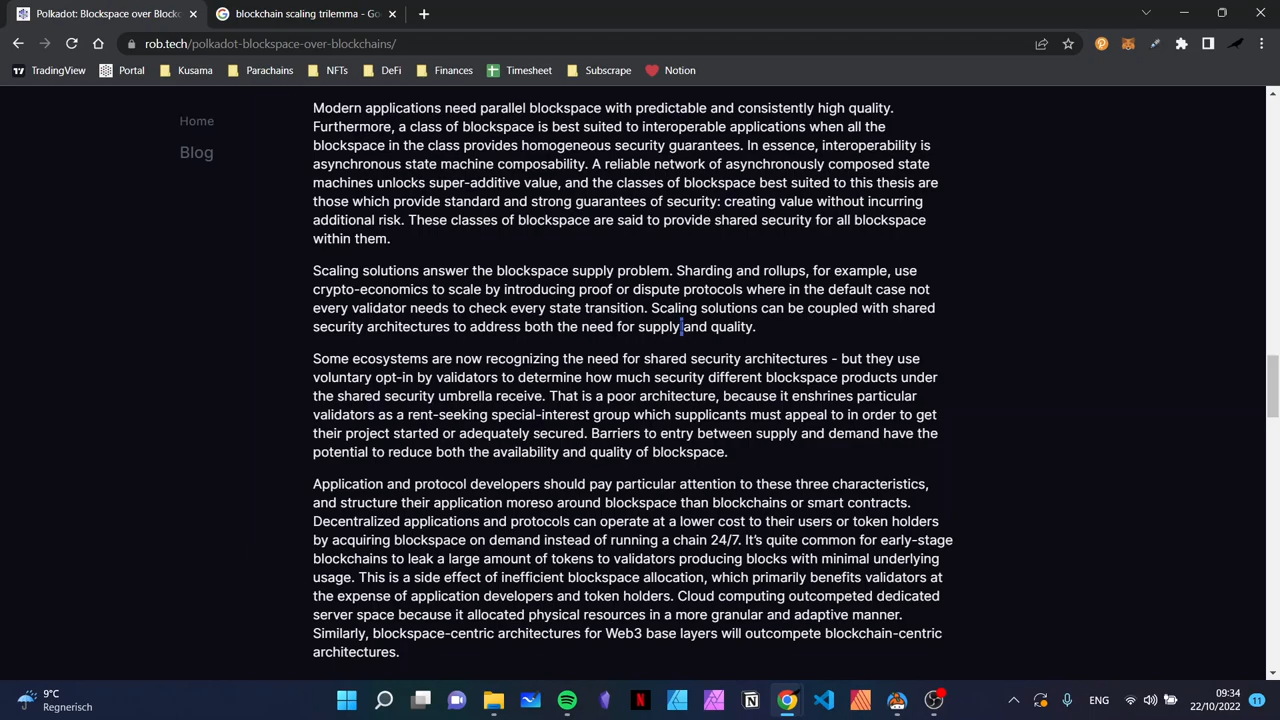 Polkadot: Blockspace over Blockc
blockchain scaling trilemma - Go
rob.tech/polkadot-blockspace-over-blockchains/
TradingView
Portal
Kusama
Parachains
NFTs
DeFi
Finances
Timesheet
Subscrape
Notion
Home
Blog
Modern applications need parallel blockspace with predictable and consistently high quality.
Furthermore, a class of blockspace is best suited to interoperable applications when all the
blockspace in the class provides homogeneous security guarantees. In essence, interoperability is
asynchronous state machine composability. A reliable network of asynchronously composed state
machines unlocks super-additive value, and the classes of blockspace best suited to this thesis are
those which provide standard and strong guarantees of security: creating value without incurring
additional risk. These classes of blockspace are said to provide shared security for all blockspace
within them.
Scaling solutions answer the blockspace supply problem. Sharding and rollups, for example, use
crypto-economics to scale by introducing proof or dispute protocols where in the default case not
every validator needs to check every state transition. Scaling solutions can be coupled with shared
security architectures to address both the need for supply and quality.
Some ecosystems are now recognizing the need for shared security architectures - but they use
voluntary opt-in by validators to determine how much security different blockspace products under
the shared security umbrella receive. That is a poor architecture, because it enshrines particular
validators as a rent-seeking special-interest group which supplicants must appeal to in order to get
their project started or adequately secured. Barriers to entry between supply and demand have the
potential to reduce both the availability and quality of blockspace.
Application and protocol developers should pay particular attention to these three characteristics,
and structure their application moreso around blockspace than blockchains or smart contracts.
Decentralized applications and protocols can operate at a lower cost to their users or token holders
by acquiring blockspace on demand instead of running a chain 24/7. It's quite common for early-stage
blockchains to leak a large amount of tokens to validators producing blocks with minimal underlying
usage. This is a side effect of inefficient blockspace allocation, which primarily benefits validators at
the expense of application developers and token holders. Cloud computing outcompeted dedicated
server space because it allocated physical resources in a more granular and adaptive manner.
Similarly, blockspace-centric architectures for Web3 base layers will outcompete blockchain-centric
architectures.
9°C
Regnerisch
ENG
09:34
22/10/2022
11